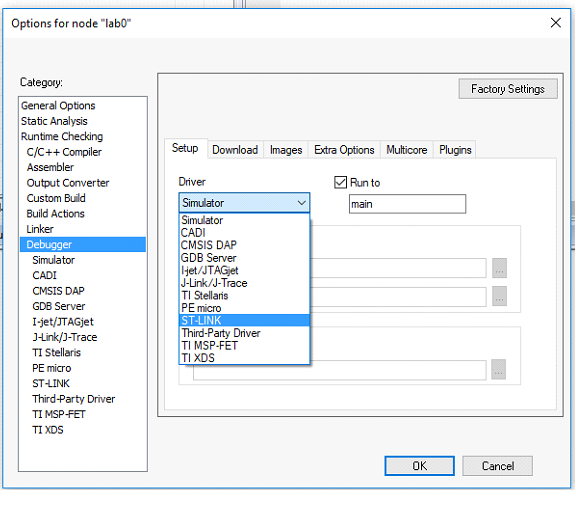 Options for node "lab0"
Category:
General Options
Static Analysis
Runtime Checking
C/C++ Compiler
Assembler
Output Converter
Custom Build
Build Actions
Linker
Debugger
Simulator
CADI
CMSIS DAP
GDB Server
I-jet/JTAGjet
J-Link/J-Trace
TI Stellaris
PE micro
ST-LINK
Third-Party Driver
TI MSP-FET
TI XDS
Factory Settings
Setup Download Images Extra Options Multicore Plugins
Driver
Run to
Simulator
main
Simulator
CADI
CMSIS DAP
GDB Server
I-jet/JTAGjet
J-Link/J-Trace
TI Stellaris
PE micro
ST-LINK
Third-Party Driver
TI MSP-FET
TI XDS
...
...
...
OK Cancel